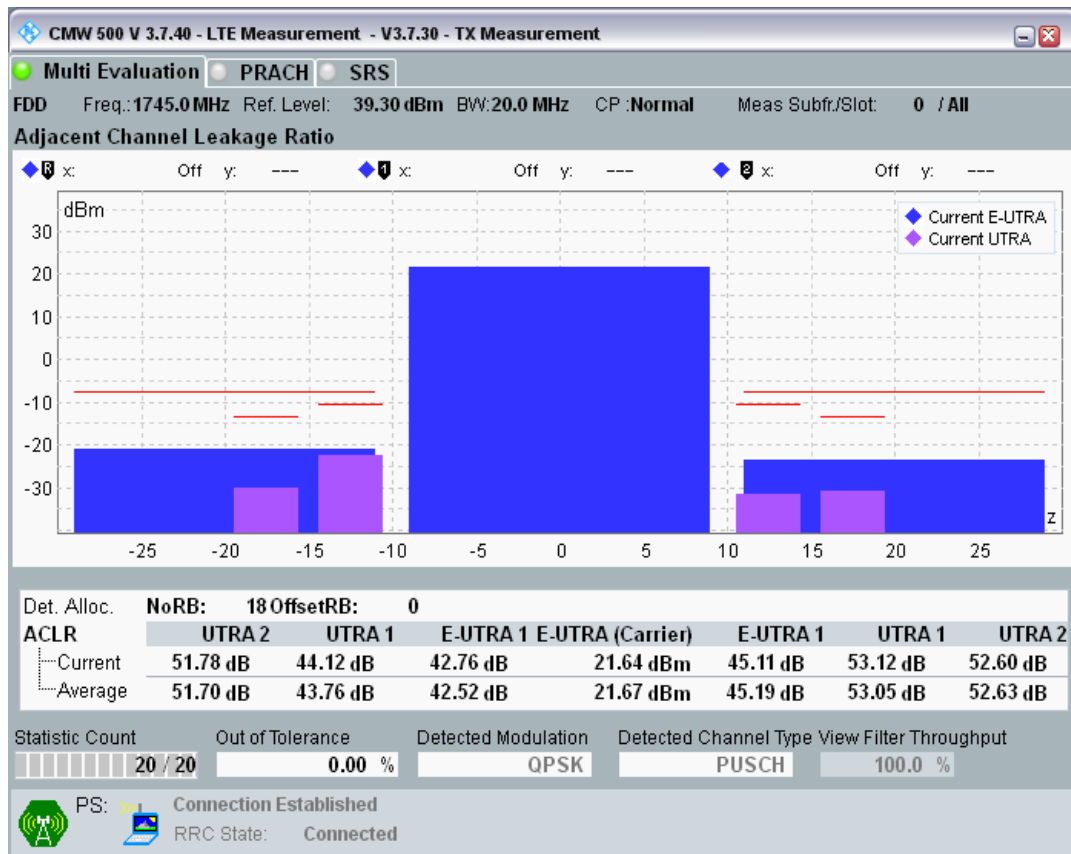 CMW 500 V 3.7.40 - LTE Measurement - V3.7.30 - TX Measurement
Multi Evaluation PRACH SRS
FDD Freq.:1745.0 MHz Ref. Level: 39.30 dBm BW:20.0 MHz CP :Normal Meas Subfr./Slot: 0 / All
Adjacent Channel Leakage Ratio
R x: Off y: --- 1 x: Off y: --- 2 x: Off y: ---
dBm
Current E-UTRA
Current UTRA
30
20
10
0
-10
-20
-30
z
-25 -20 -15 -10 -5 0 5 10 15 20 25
Det. Alloc. NoRB: 18 OffsetRB: 0
ACLR UTRA 2 UTRA 1 E-UTRA 1 E-UTRA (Carrier) E-UTRA 1 UTRA 1 UTRA 2
Current 51.78 dB 44.12 dB 42.76 dB 21.64 dBm 45.11 dB 53.12 dB 52.60 dB
Average 51.70 dB 43.76 dB 42.52 dB 21.67 dBm 45.19 dB 53.05 dB 52.63 dB
Statistic Count Out of Tolerance Detected Modulation Detected Channel Type View Filter Throughput
20 / 20 0.00 % QPSK PUSCH 100.0 %
PS: Connection Established
RRC State: Connected